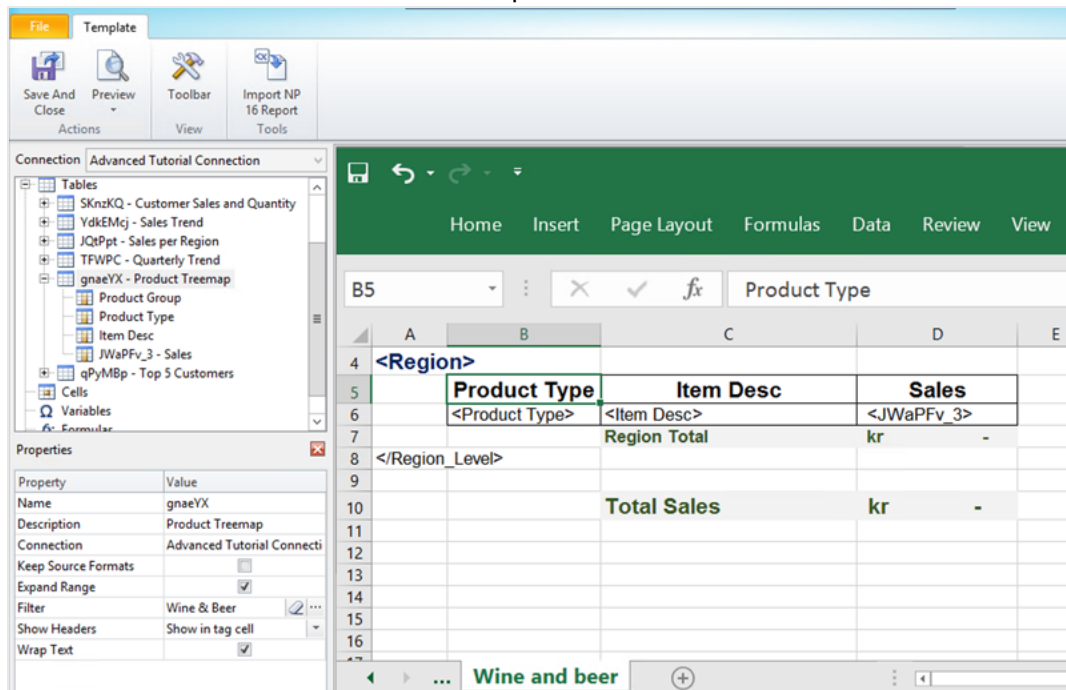 File Template
Save And Close
Preview
Toolbar
Import NP 16 Report
Actions View Tools
Connection Advanced Tutorial Connection
Tables
SKnzKQ - Customer Sales and Quantity
YdkEMcj - Sales Trend
JQtPpt - Sales per Region
TFWPC - Quarterly Trend
gnaeYX - Product Treemap
Product Group
Product Type
Item Desc
JWaPFv_3 - Sales
qPyMBp - Top 5 Customers
Cells
Ω Variables
fx Formulas
Properties
Property Value
Name gnaeYX
Description Product Treemap
Connection Advanced Tutorial Connecti
Keep Source Formats
Expand Range
Filter Wine & Beer ...
Show Headers Show in tag cell
Wrap Text
Home Insert Page Layout Formulas Data Review View
B5 fx Product Type
A B C D E
4 <Region>
5 Product Type Item Desc Sales
6 <Product Type> <Item Desc> <JWaPFv_3>
7 Region Total kr -
8 </Region_Level>
9
10 Total Sales kr -
11
12
13
14
15
16
17
... Wine and beer